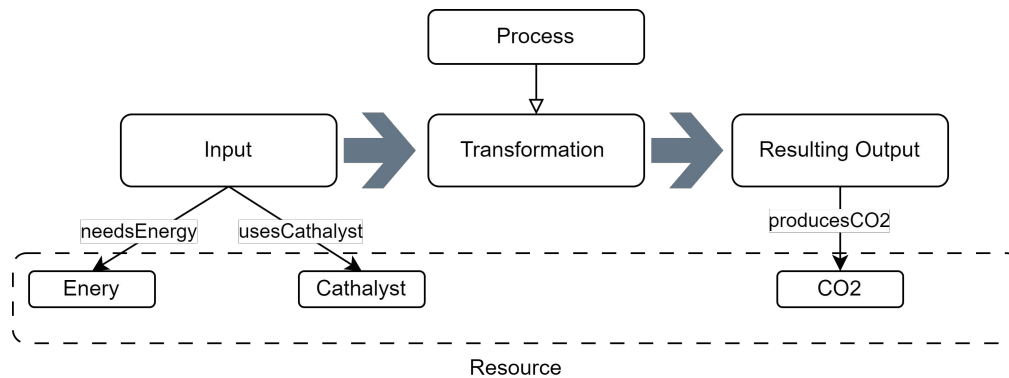 Process
Input
Transformation
Resulting Output
needsEnergy
usesCathalyst
producesCO2
Enery
Cathalyst
CO2
Resource